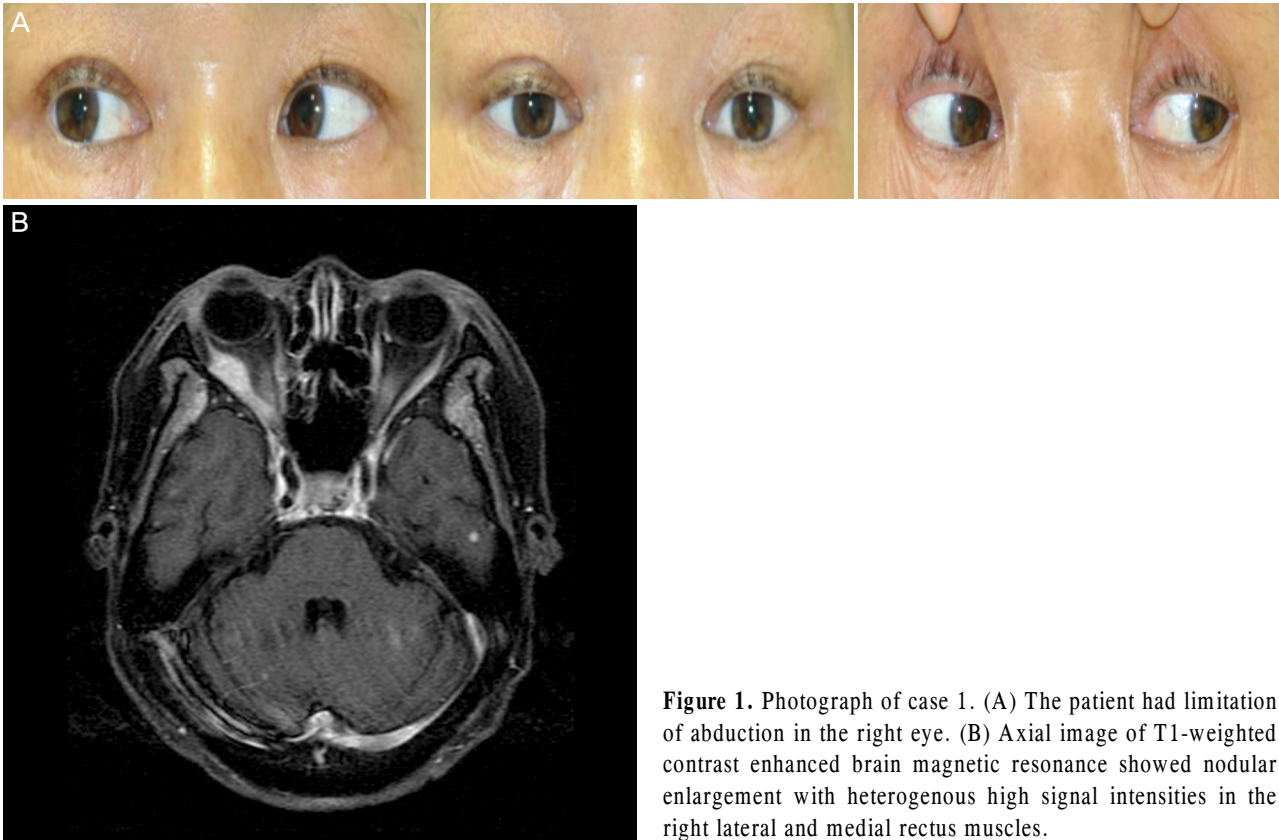 A
B
Figure 1. Photograph of case 1. (A) The patient had limitation
of abduction in the right eye. (B) Axial image of T1-weighted
contrast enhanced brain magnetic resonance showed nodular
enlargement with heterogenous high signal intensities in the
right lateral and medial rectus muscles.